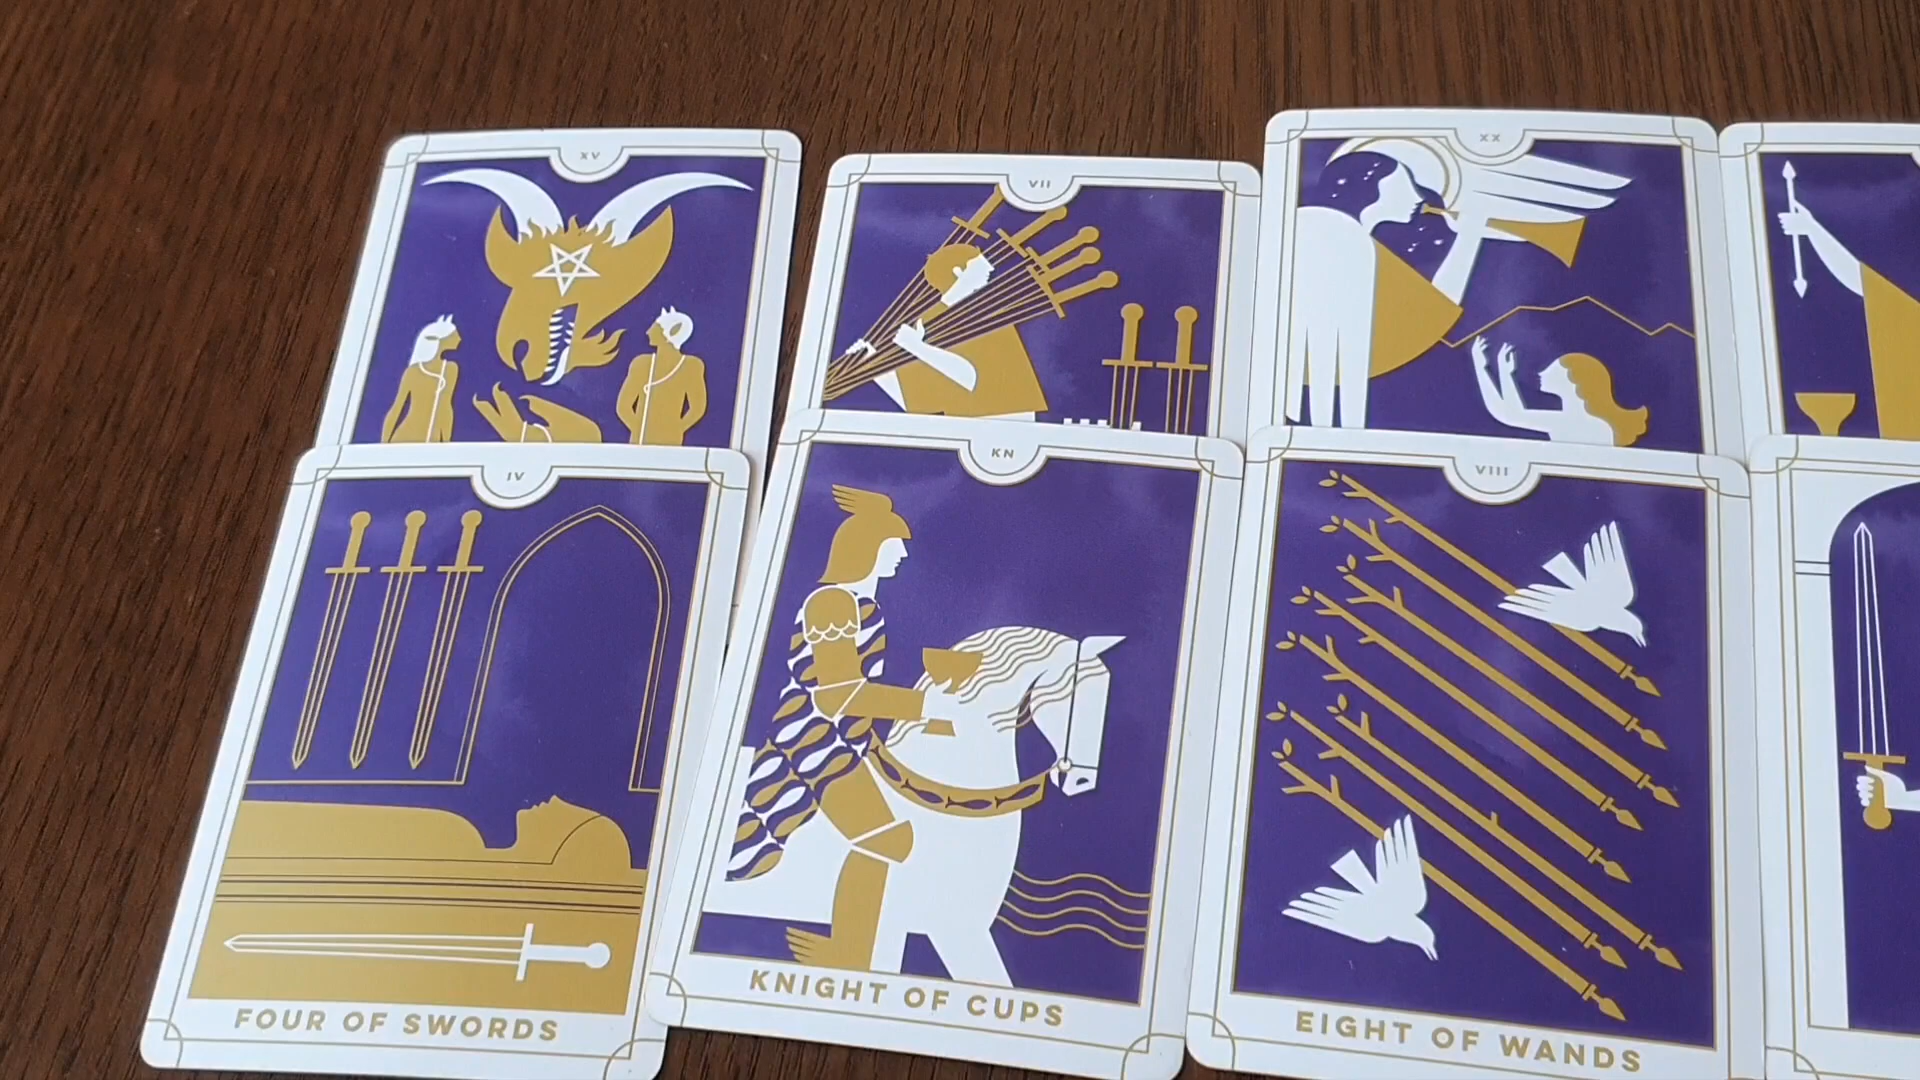 XV
VII
XX
IV
KN
VIII
FOUR OF SWORDS
KNIGHT OF CUPS
EIGHT OF WANDS